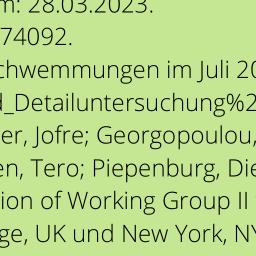 m: 28.03.2023.
74092.
chwemmungen im Juli 20
d_Detailuntersuchung%2
er, Jofre; Georgopoulou,
en, Tero; Piepenburg, Die
ion of Working Group II
ge, UK und New York, NY